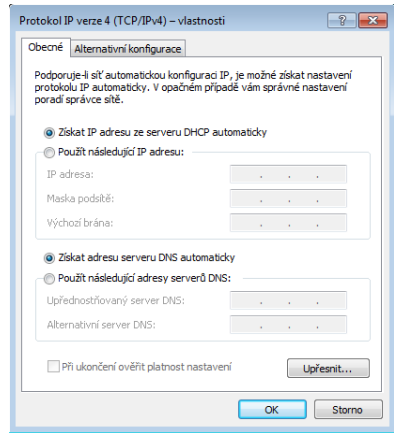 Protokol IP verze 4 (TCP/IPv4) – vlastnosti
Obecné
Alternativní konfigurace
Podporuje-li síť automatickou konfiguraci IP, je možné získat nastavení
protokolu IP automaticky. V opačném případě vám správné nastavení
poradí správce sítě.
Získat IP adresu ze serveru DHCP automaticky
Použít následující IP adresu:
IP adresa:
Maska podsítě:
Výchozí brána:
Získat adresu serveru DNS automaticky
Použít následující adresy serverů DNS:
Upřednostňovaný server DNS:
Alternativní server DNS:
Při ukončení ověřit platnost nastavení
Upřesnit...
OK
Storno